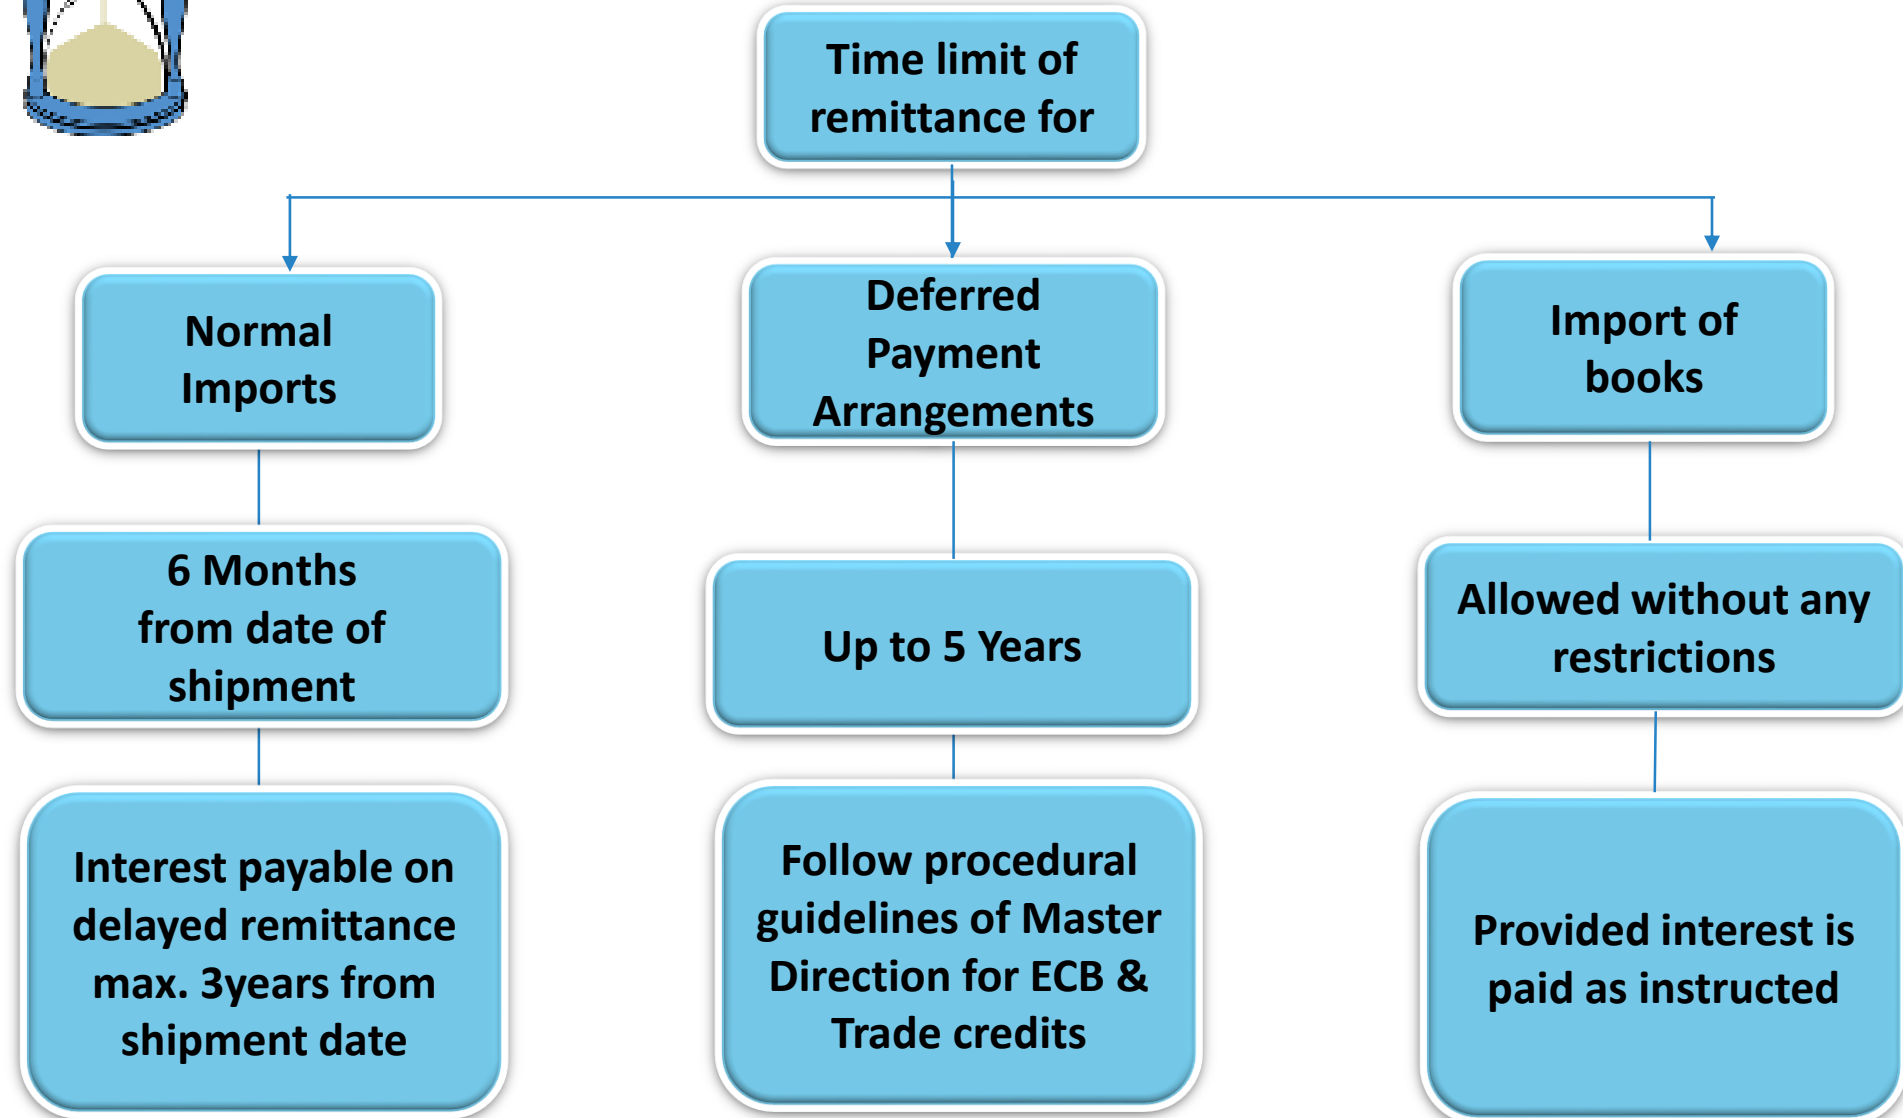 Time limit of
remittance for
Normal
Imports
Deferred
Payment
Arrangements
Import of
books
6 Months
from date of
shipment
Up to 5 Years
Allowed without any
restrictions
Interest payable on
delayed remittance
max. 3years from
shipment date
Follow procedural
guidelines of Master
Direction for ECB &
Trade credits
Provided interest is
paid as instructed